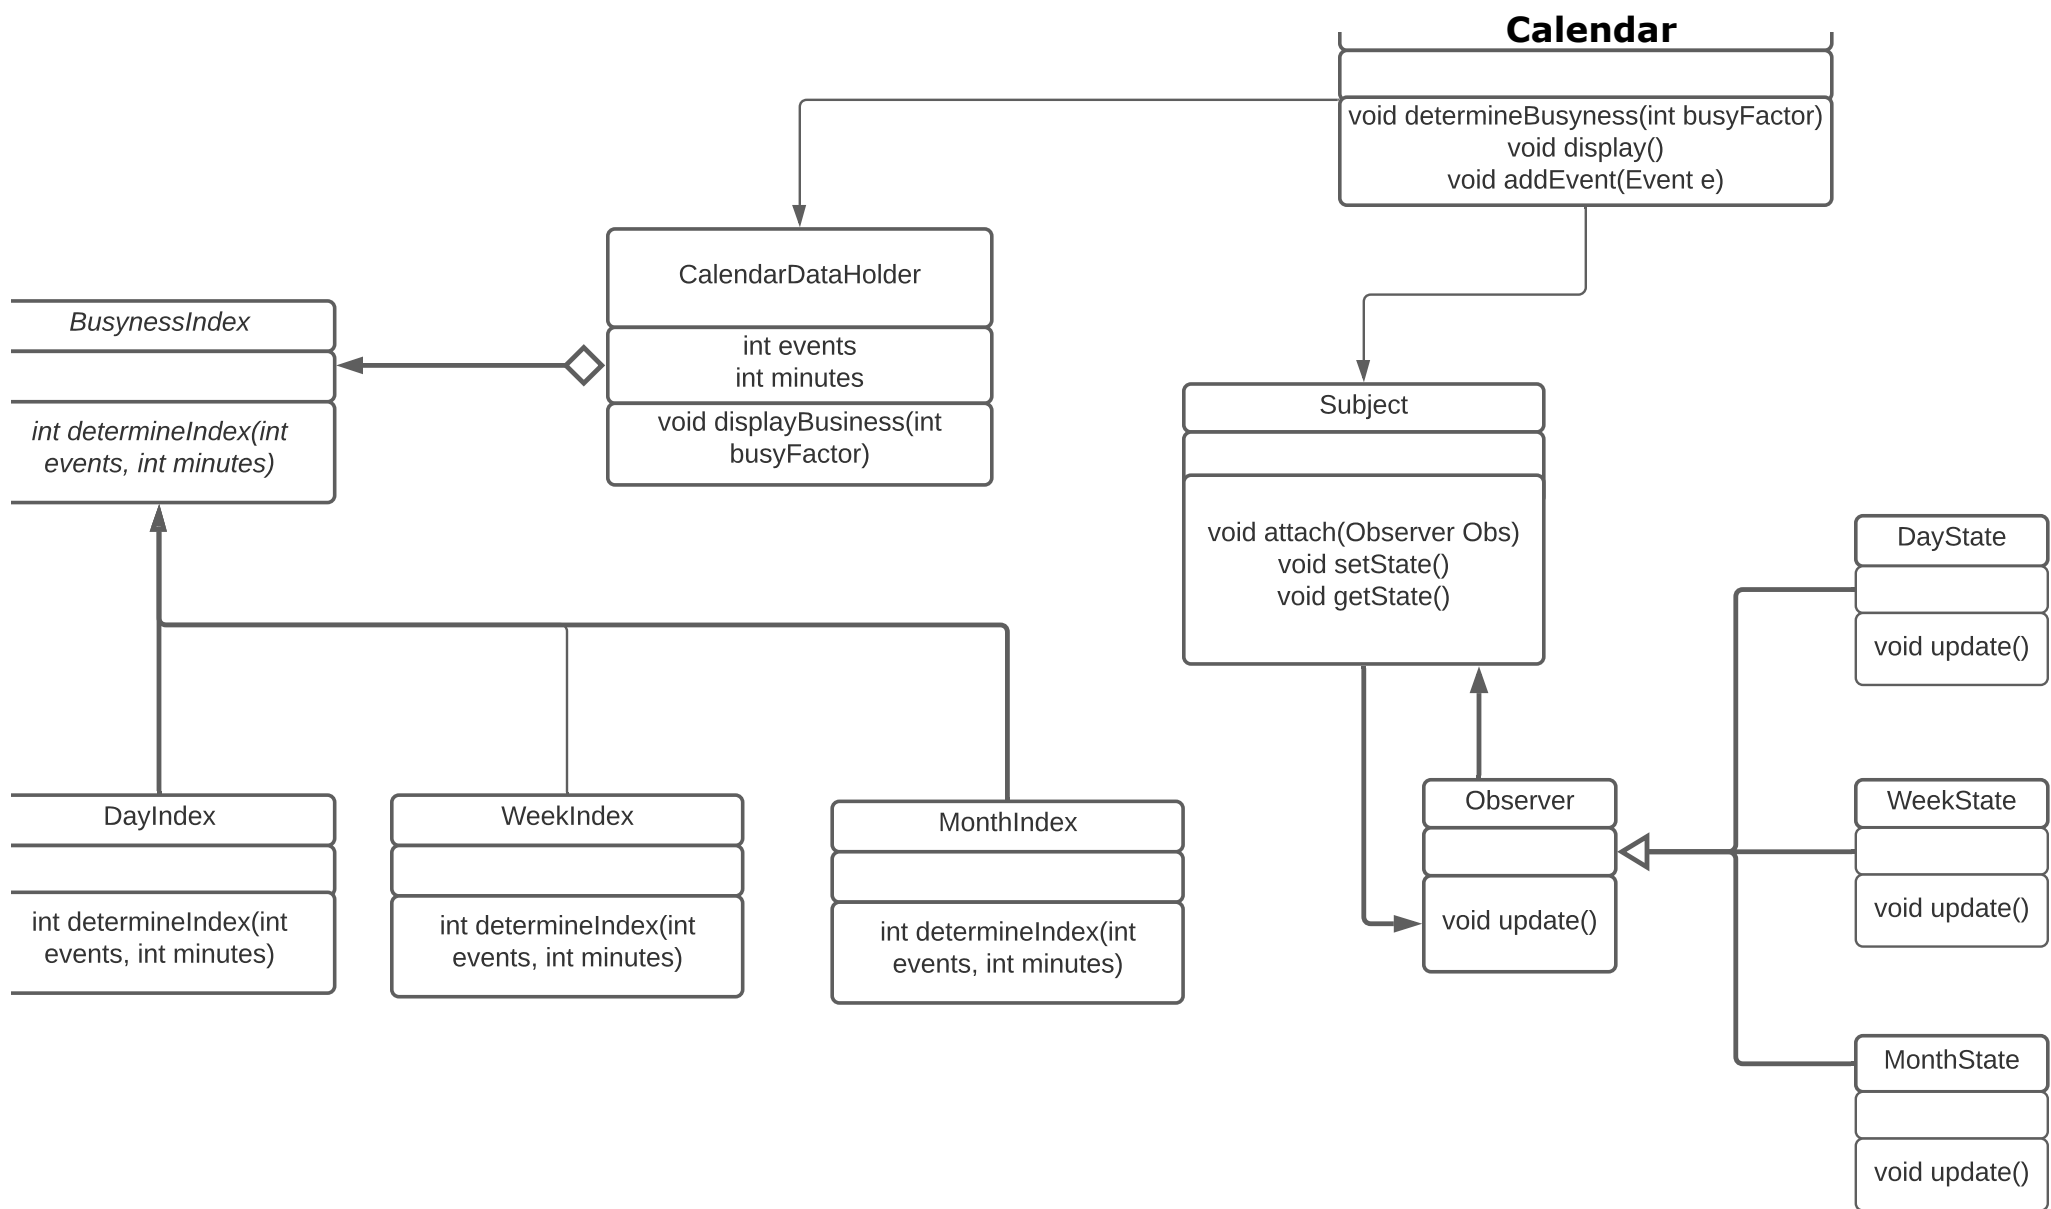 Calendar
void determineBusyness(int busyFactor)
void display()
void addEvent(Event e)
CalendarDataHolder
int events
int minutes
void displayBusiness(int
busyFactor)
BusynessIndex
int determineIndex(int
events, int minutes)
Subject
void attach(Observer Obs)
void setState()
void getState()
DayState
void update()
DayIndex
int determineIndex(int
events, int minutes)
WeekIndex
int determineIndex(int
events, int minutes)
MonthIndex
int determineIndex(int
events, int minutes)
Observer
void update()
WeekState
void update()
MonthState
void update()